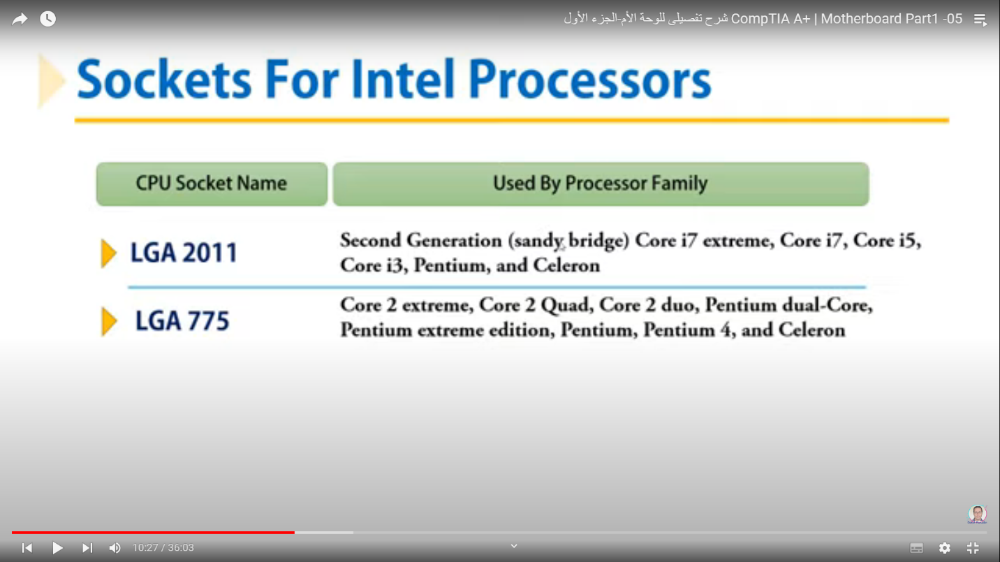 شرح تفصيلى للوحة الأم-الجزء الأول CompTIA A+ | Motherboard Part1 -05
Sockets For Intel Processors
CPU Socket Name
Used By Processor Family
LGA 2011
Second Generation (sandy bridge) Core i7 extreme, Core i7, Core i5,
Core i3, Pentium, and Celeron
LGA 775
Core 2 extreme, Core 2 Quad, Core 2 duo, Pentium dual-Core,
Pentium extreme edition, Pentium, Pentium 4, and Celeron
10:27 / 36:03